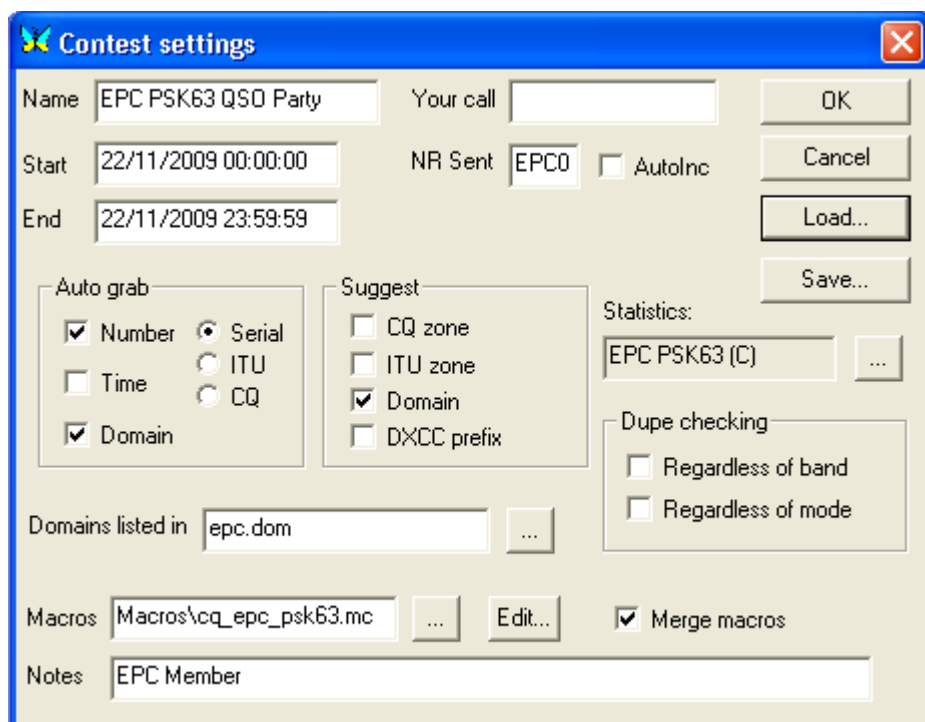 Contest settings
Name EPC PSK63 QSO Party Your call OK
Start 22/11/2009 00:00:00 NR Sent EPC0 AutoInc Cancel
End 22/11/2009 23:59:59 Load...
Save...
Auto grab
Number Serial
ITU
Time
CQ
Domain
Suggest
CQ zone
ITU zone
Domain
DXCC prefix
Statistics:
EPC PSK63 (C) ...
Dupe checking
Regardless of band
Regardless of mode
Domains listed in epc.dom ...
Macros Macros\cq_epc_psk63.mc ... Edit... Merge macros
Notes EPC Member